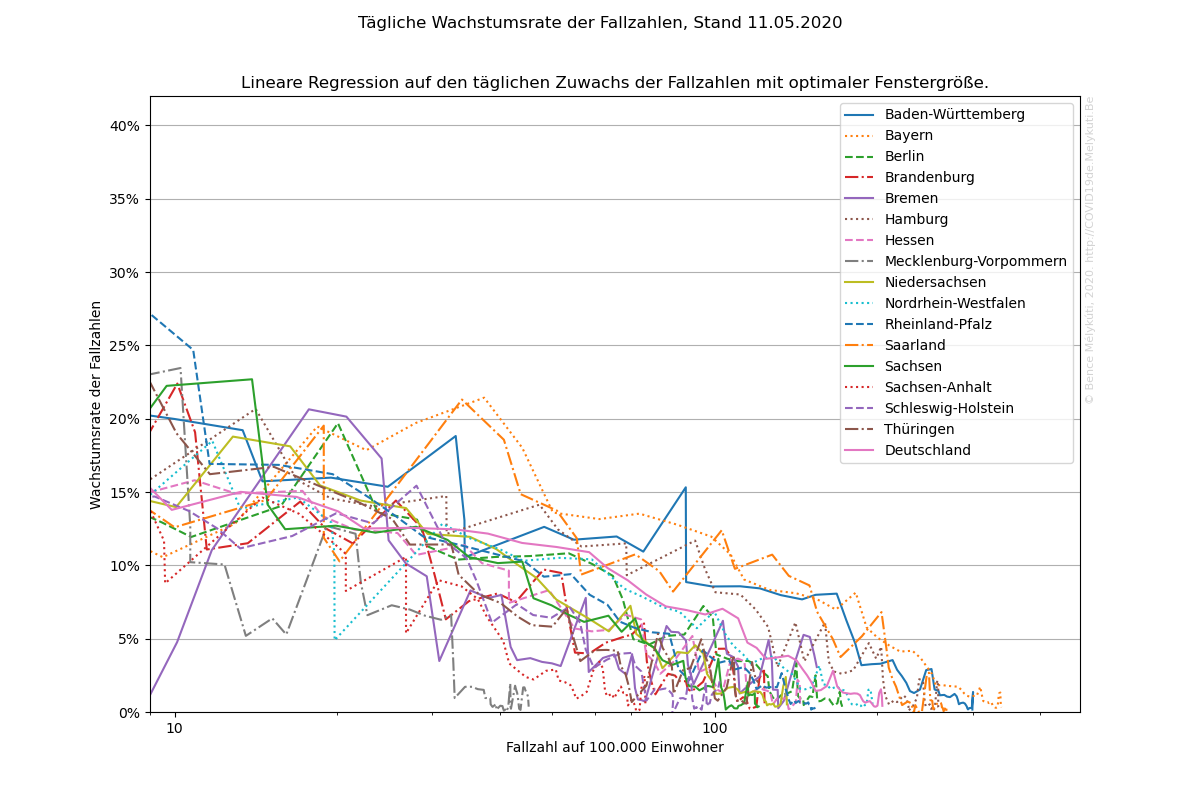 Tägliche Wachstumsrate der Fallzahlen, Stand 11.05.2020
Lineare Regression auf den täglichen Zuwachs der Fallzahlen mit optimaler Fenstergröße.
40%
35%
30%
25%
20%
15%
10%
5%
0%
Wachstumsrate der Fallzahlen
10
100
Fallzahl auf 100.000 Einwohner
Baden-Württemberg
Bayern
Berlin
Brandenburg
Bremen
Hamburg
Hessen
Mecklenburg-Vorpommern
Niedersachsen
Nordrhein-Westfalen
Rheinland-Pfalz
Saarland
Sachsen
Sachsen-Anhalt
Schleswig-Holstein
Thüringen
Deutschland
© Bence Mélykúti, 2020. http://COVID19de.Melykuti.Be